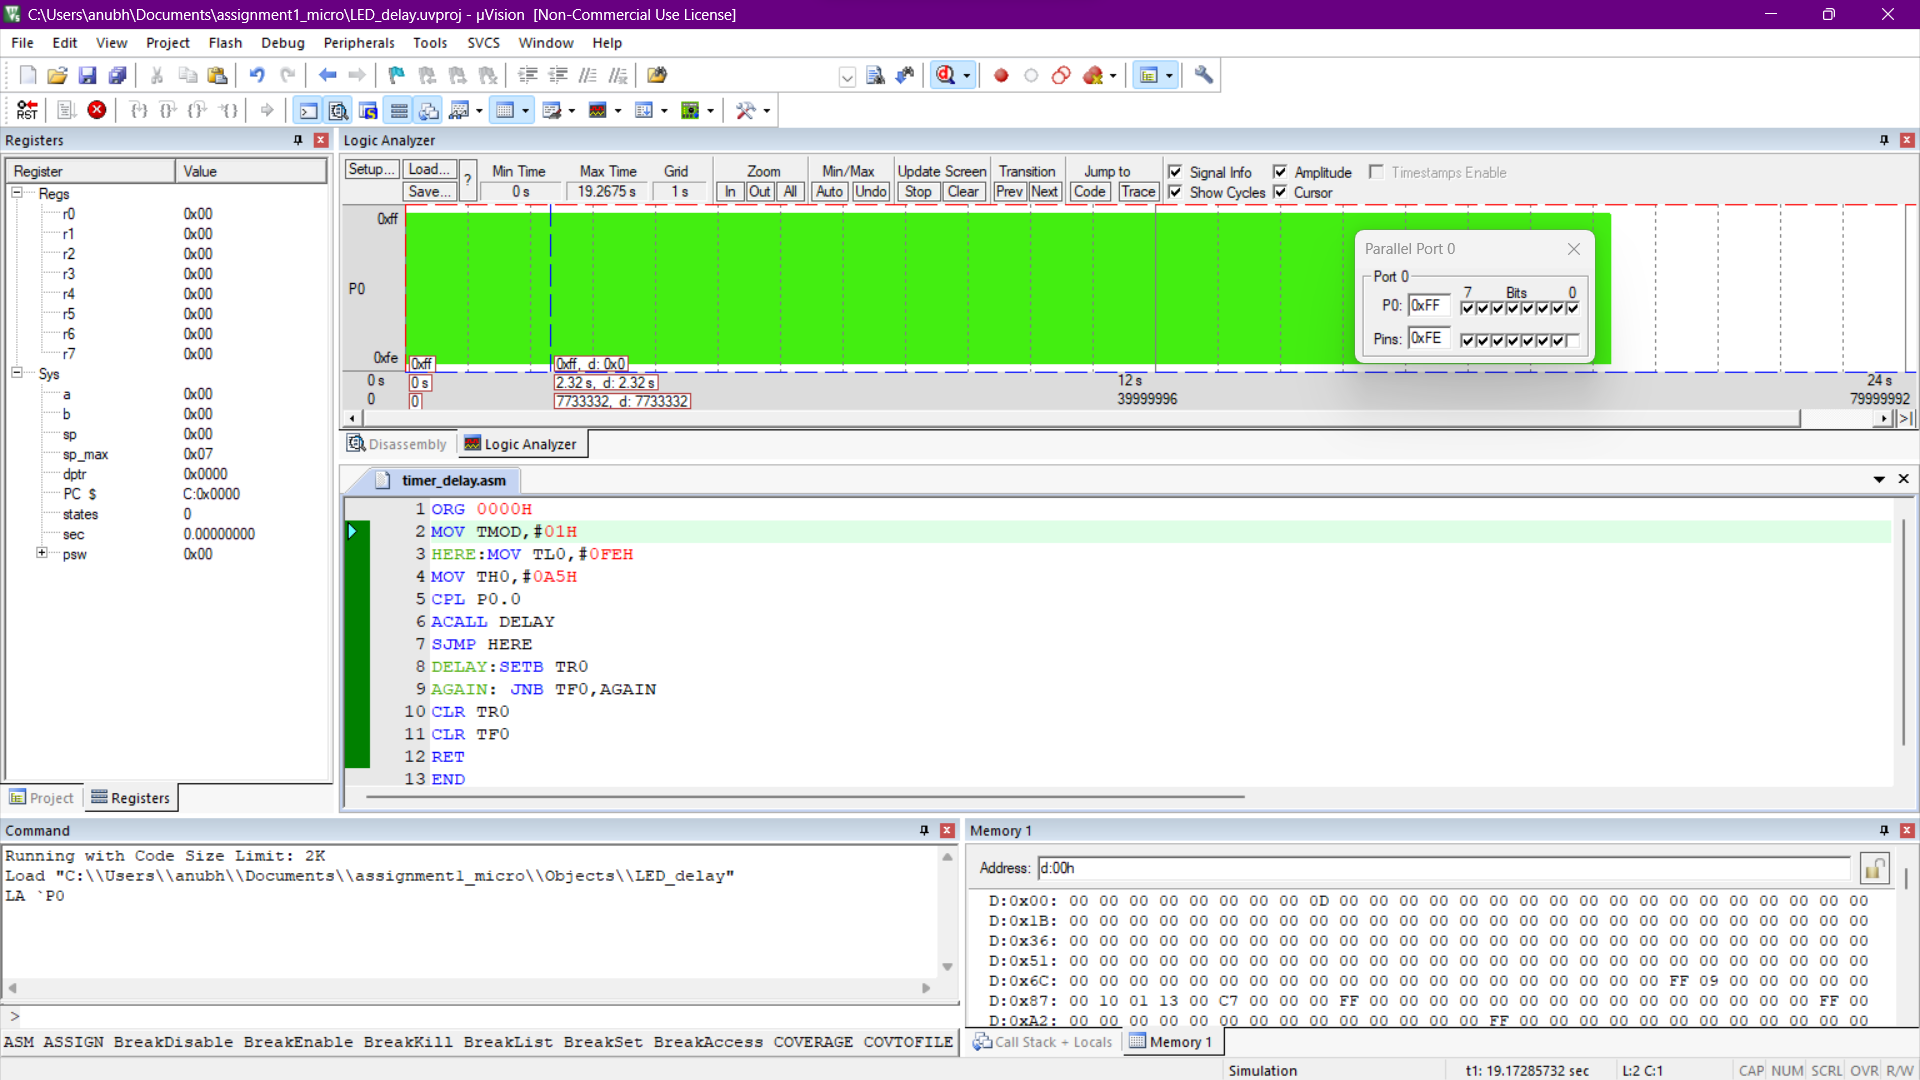 C:\Users\anubh\Documents\assignment1_micro\LED_delay.uvproj - µVision  [Non-Commercial Use License]
File Edit View Project Flash Debug Peripherals Tools SVCS Window Help
Registers
Register Value
Regs
r0 0x00
r1 0x00
r2 0x00
r3 0x00
r4 0x00
r5 0x00
r6 0x00
r7 0x00
Sys
a 0x00
b 0x00
sp 0x00
sp_max 0x07
dptr 0x0000
PC $ C:0x0000
states 0
sec 0.00000000
psw 0x00
Project Registers
Logic Analyzer
Setup... Load... ? Min Time Max Time Grid Zoom Min/Max Update Screen Transition Jump to Signal Info Amplitude Timestamps Enable
Save... 0 s 19.2675 s 1 s In Out All Auto Undo Stop Clear Prev Next Code Trace Show Cycles Cursor
0xff
P0
0xfe 0xff 0xff, d: 0x0
0 s 0 s 2.32 s, d: 2.32 s 12 s 24 s
0 0 7733332, d: 7733332 39999996 79999992
Parallel Port 0
Port 0
7 Bits 0
P0: 0xFF
Pins: 0xFE
Disassembly Logic Analyzer
timer_delay.asm
1 ORG 0000H
2 MOV TMOD,#01H
3 HERE:MOV TL0,#0FEH
4 MOV TH0,#0A5H
5 CPL P0.0
6 ACALL DELAY
7 SJMP HERE
8 DELAY:SETB TR0
9 AGAIN: JNB TF0,AGAIN
10 CLR TR0
11 CLR TF0
12 RET
13 END
Command
Running with Code Size Limit: 2K
Load "C:\\Users\\anubh\\Documents\\assignment1_micro\\Objects\\LED_delay"
LA `P0
>
ASM ASSIGN BreakDisable BreakEnable BreakKill BreakList BreakSet BreakAccess COVERAGE COVTOFILE
Memory 1
Address: d:00h
D:0x00: 00 00 00 00 00 00 00 00 0D 00 00 00 00 00 00 00 00 00 00 00 00 00 00 00 00 00 00
D:0x1B: 00 00 00 00 00 00 00 00 00 00 00 00 00 00 00 00 00 00 00 00 00 00 00 00 00 00 00
D:0x36: 00 00 00 00 00 00 00 00 00 00 00 00 00 00 00 00 00 00 00 00 00 00 00 00 00 00 00
D:0x51: 00 00 00 00 00 00 00 00 00 00 00 00 00 00 00 00 00 00 00 00 00 00 00 00 00 00 00
D:0x6C: 00 00 00 00 00 00 00 00 00 00 00 00 00 00 00 00 00 00 00 00 FF 09 00 00 00 00 00
D:0x87: 00 10 01 13 00 C7 00 00 00 FF 00 00 00 00 00 00 00 00 00 00 00 00 00 00 00 FF 00
D:0xA2: 00 00 00 00 00 00 00 00 00 00 00 00 00 00 FF 00 00 00 00 00 00 00 00 00 00 00 00
Call Stack + Locals Memory 1
Simulation t1: 19.17285732 sec L:2 C:1 CAP NUM SCRL OVR R/W